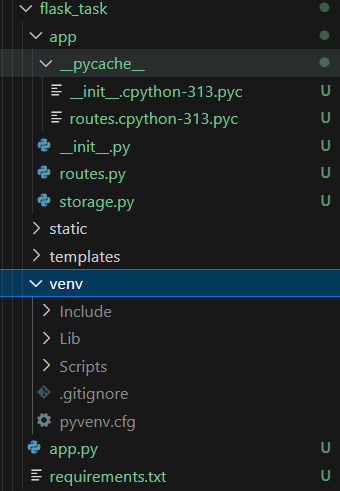 flask_task
app
__pycache__
__init__.cpython-313.pyc U
routes.cpython-313.pyc U
__init__.py U
routes.py U
storage.py U
static
templates
venv
Include
Lib
Scripts
.gitignore
pyvenv.cfg
app.py U
requirements.txt U